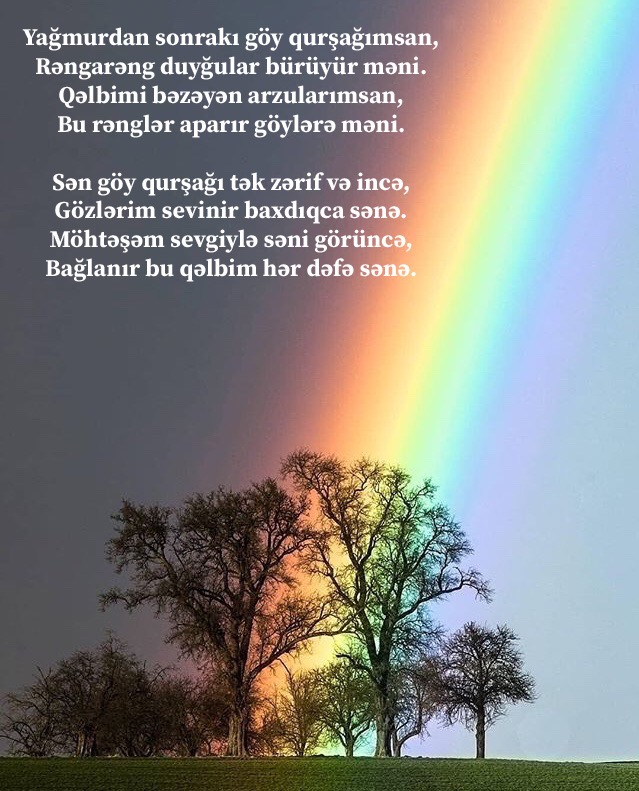 Yağmurdan sonrakı göy qurşağımsan,
Rəngarəng duyğular bürüyür məni.
Qəlbimi bəzəyən arzularımsan,
Bu rənglər aparır göylərə məni.
Sən göy qurşağı tək zərif və incə,
Gözlərim sevinir baxdıqca sənə.
Möhtəşəm sevgiylə səni görüncə,
Bağlanır bu qəlbim hər dəfə sənə.